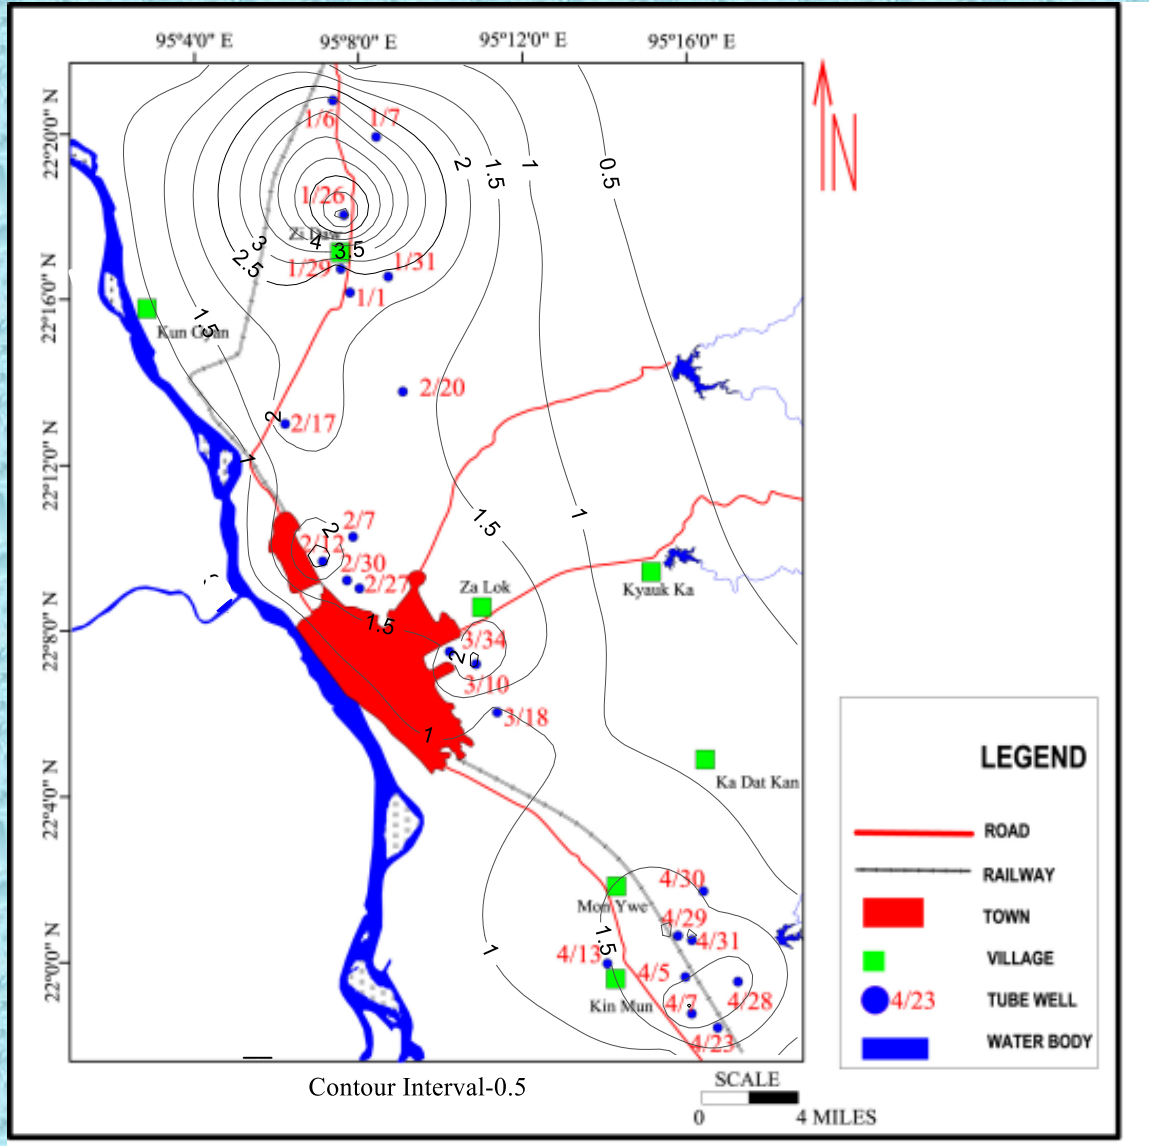 95°4'0" E
95°8'0" E
95°12'0" E
95°16'0" E
22°20'0" N
22°16'0" N
22°12'0" N
22°8'0" N
22°4'0" N
22°0'0" N
N
1/6
1/7
2
1.5
1
0.5
1/26
Zi Daw
4
3.5
3
2.5
1/29
1/31
1/1
1.5
Kun Gyan
2/20
2
2/17
1
1.5
1
2
2/7
2/12
2/30
2/27
Za Lok
Kyauk Ka
1.5
3/34
2
3/10
3/18
1
Ka Dat Kan
4/30
Mon Ywe
4/29
1.5
4/31
1
4/13
4/5
Kin Mun
4/7
4/28
4/23
LEGEND
ROAD
RAILWAY
TOWN
VILLAGE
4/23 TUBE WELL
WATER BODY
Contour Interval-0.5
SCALE
0 4 MILES